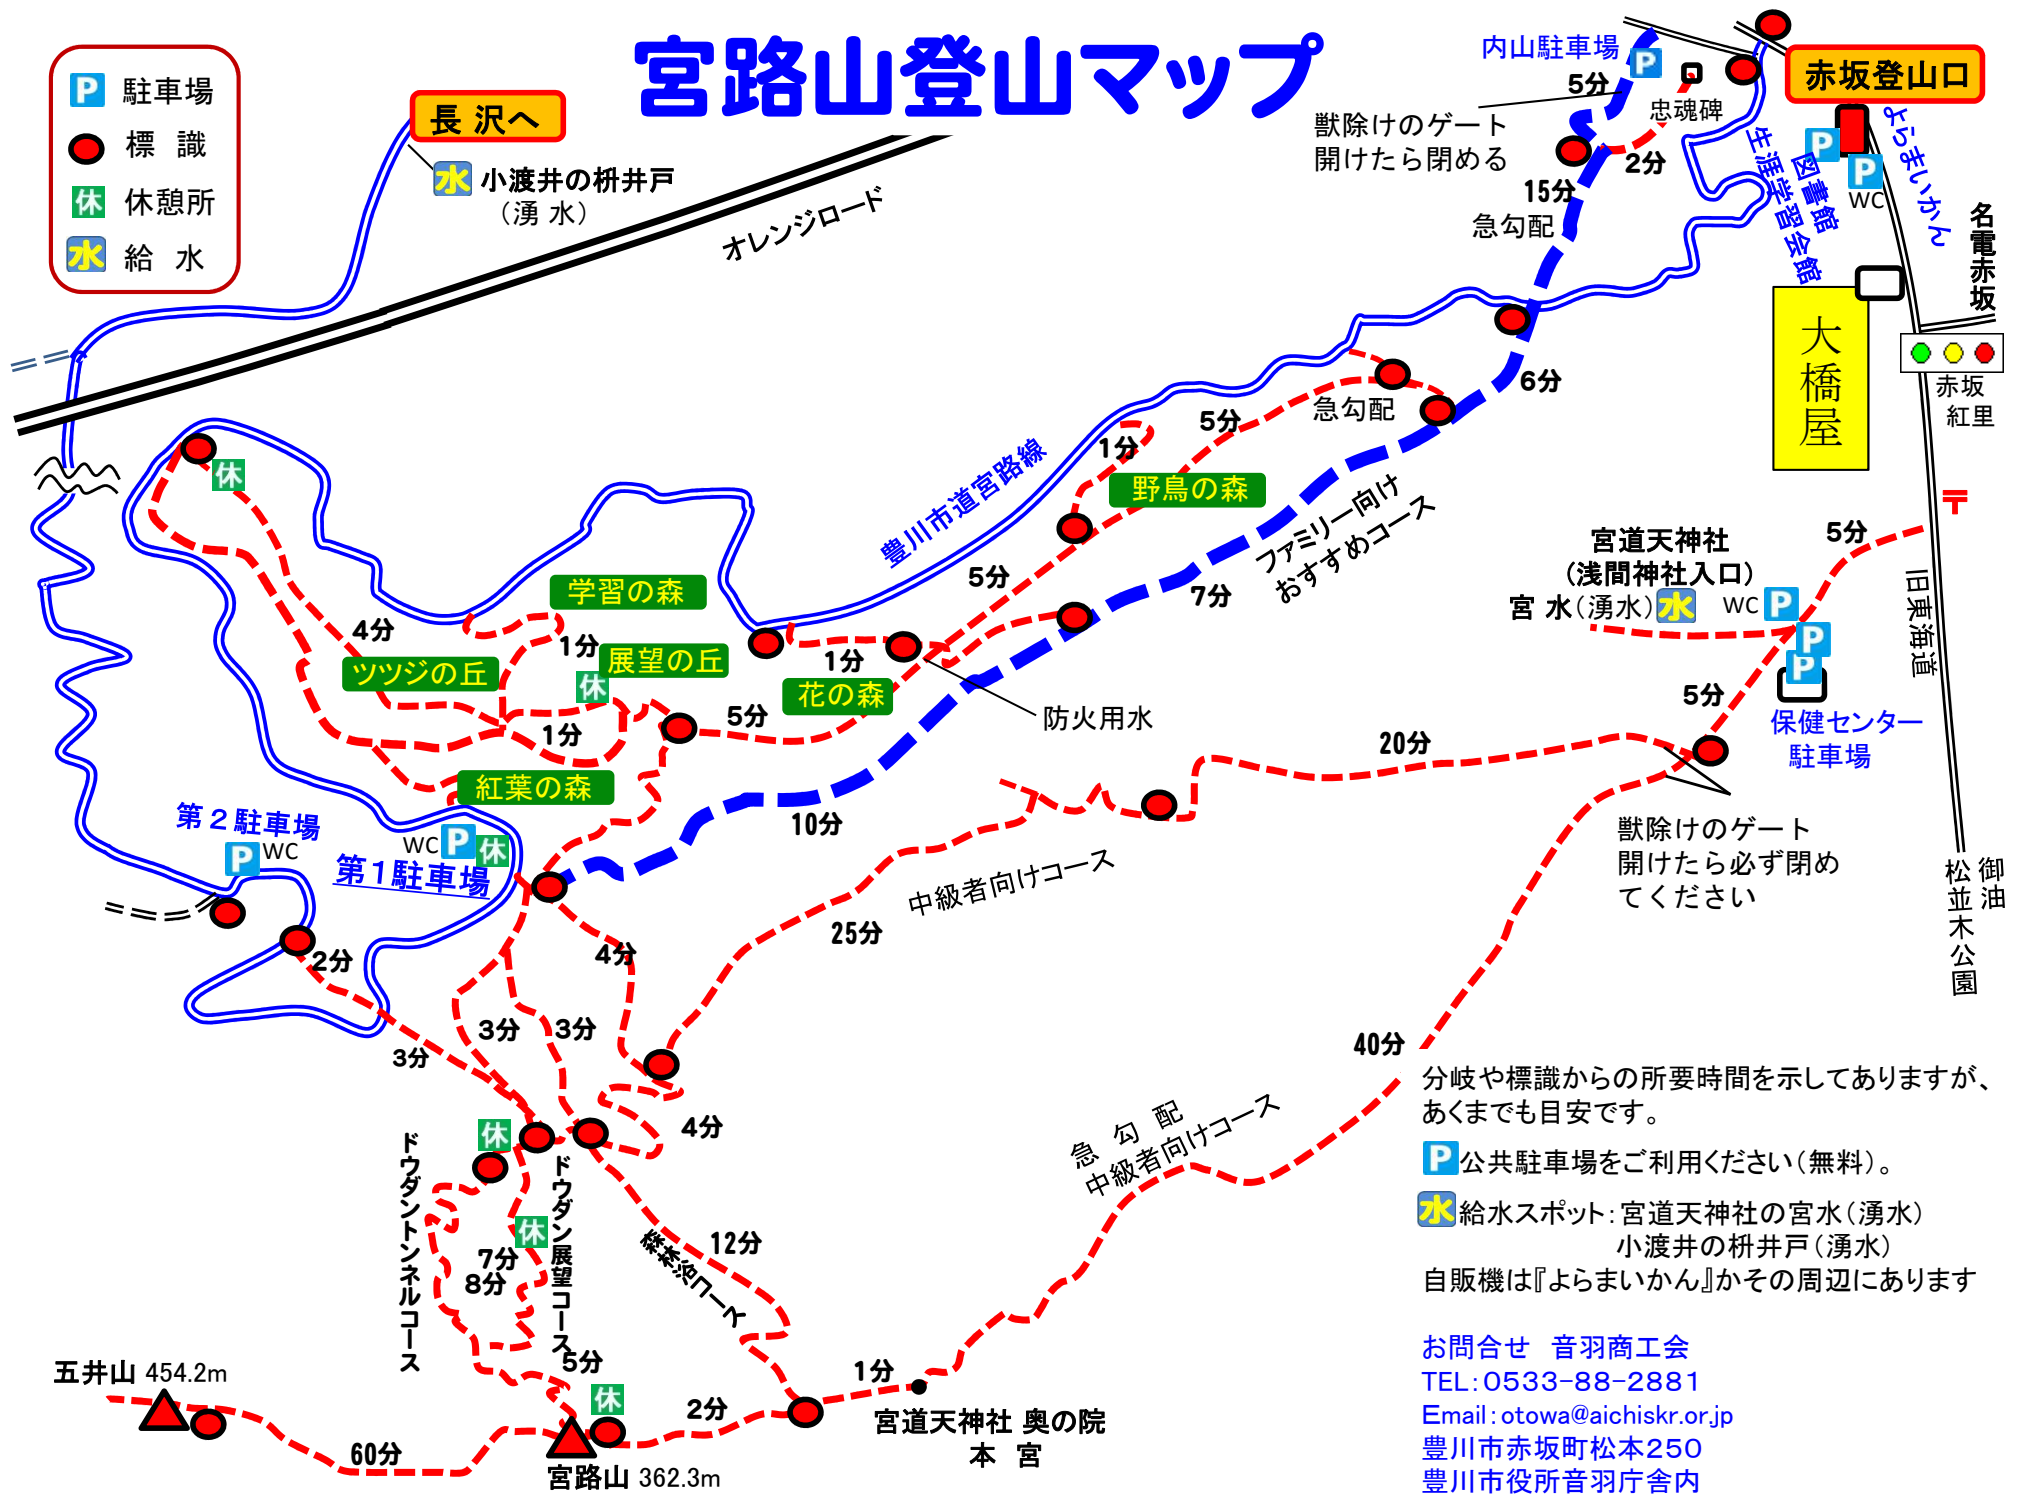 宮路山登山マップ
P 駐車場
標 識
休 休憩所
水 給 水
長 沢へ
水 小渡井の枡井戸
（湧 水）
オレンジロード
内山駐車場
P
5分
忠魂碑
獣除けのゲート
開けたら閉める
2分
15分
急勾配
赤坂登山口
P
P
WC
よらまいかん
図書館
生涯学習会館
名電赤坂
大橋屋
赤坂
紅里
6分
急勾配
5分
1分
野鳥の森
豊川市道宮路線
5分
ファミリー向け
おすすめコース
7分
〒
5分
宮道天神社
(浅間神社入口)
宮 水(湧水) 水 WC P
P
P
旧東海道
5分
保健センター
駐車場
休
4分
学習の森
1分
展望の丘
休
ツツジの丘
1分
花の森
1分
5分
防火用水
紅葉の森
20分
10分
第２駐車場
P WC
WC P 休
第1駐車場
中級者向けコース
25分
獣除けのゲート
開けたら必ず閉め
てください
御油
松並木公園
2分
4分
3分
3分
3分
4分
40分
急 勾 配
中級者向けコース
休
ドウダントンネルコース
ドウダン展望コース
休
7分
8分
12分
森林浴コース
5分
休
2分
1分
宮道天神社 奥の院
本 宮
五井山 454.2m
60分
宮路山 362.3m
分岐や標識からの所要時間を示してありますが、
あくまでも目安です。
P 公共駐車場をご利用ください（無料）。
水 給水スポット：宮道天神社の宮水（湧水）
小渡井の枡井戸（湧水）
自販機は『よらまいかん』かその周辺にあります
お問合せ　音羽商工会
TEL：0533-88-2881
Email：otowa@aichiskr.or.jp
豊川市赤坂町松本250
豊川市役所音羽庁舎内